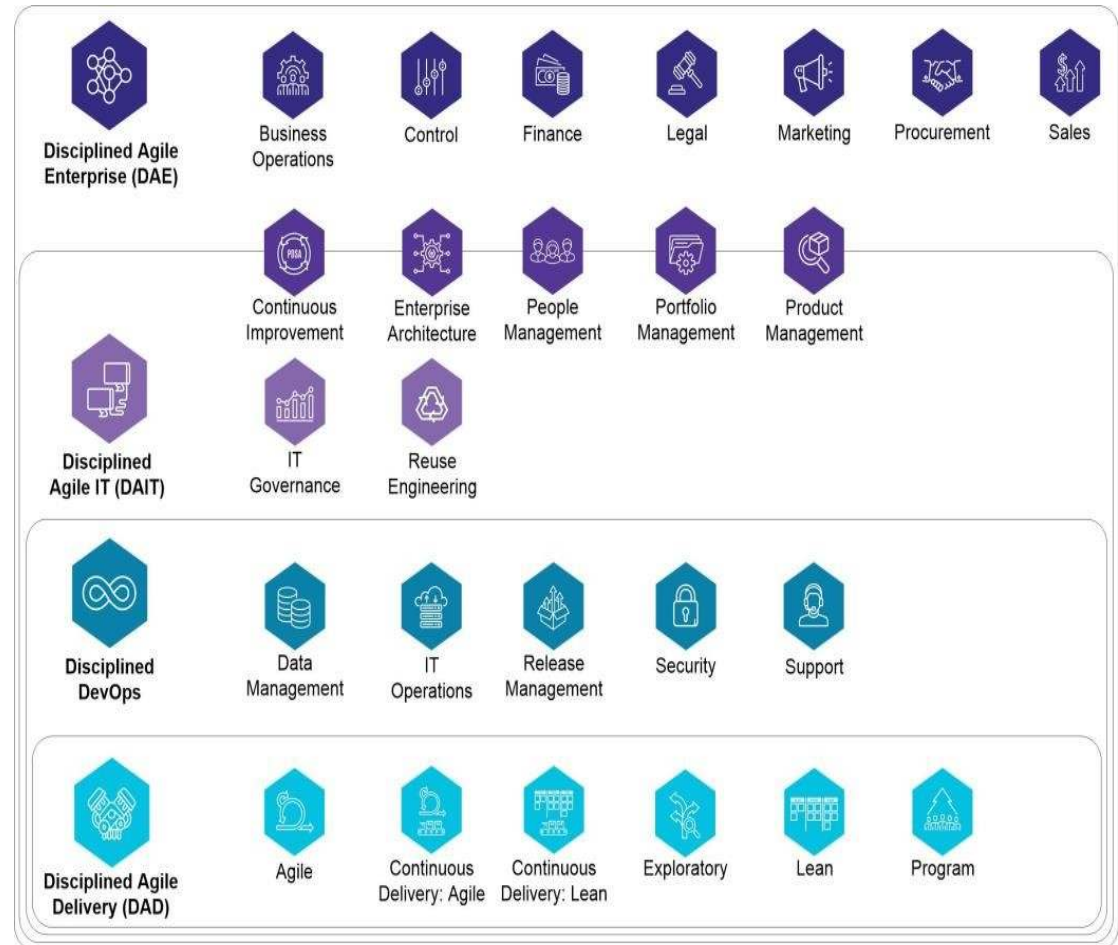 Disciplined Agile
Enterprise (DAE)
Business
Operations
Control
Finance
Legal
Marketing
Procurement
Sales
PDSA
Continuous
Improvement
Enterprise
Architecture
People
Management
Portfolio
Management
Product
Management
Disciplined
Agile IT (DAIT)
IT
Governance
Reuse
Engineering
Disciplined
DevOps
Data
Management
IT
Operations
Release
Management
Security
Support
Disciplined Agile
Delivery (DAD)
Agile
Continuous
Delivery: Agile
Continuous
Delivery: Lean
Exploratory
Lean
Program